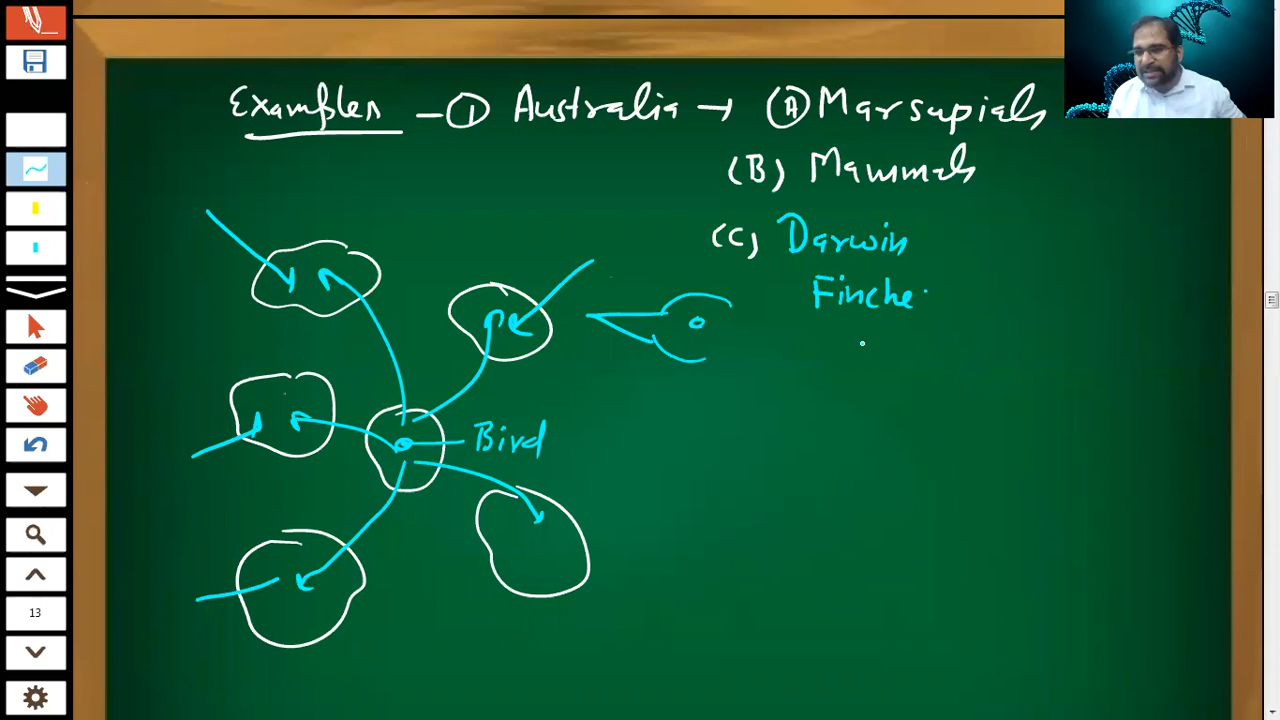 Examples - ① Australia → Ⓐ Marsupials
(B) Mammals
(C) Darwin
Finche
Bird
13